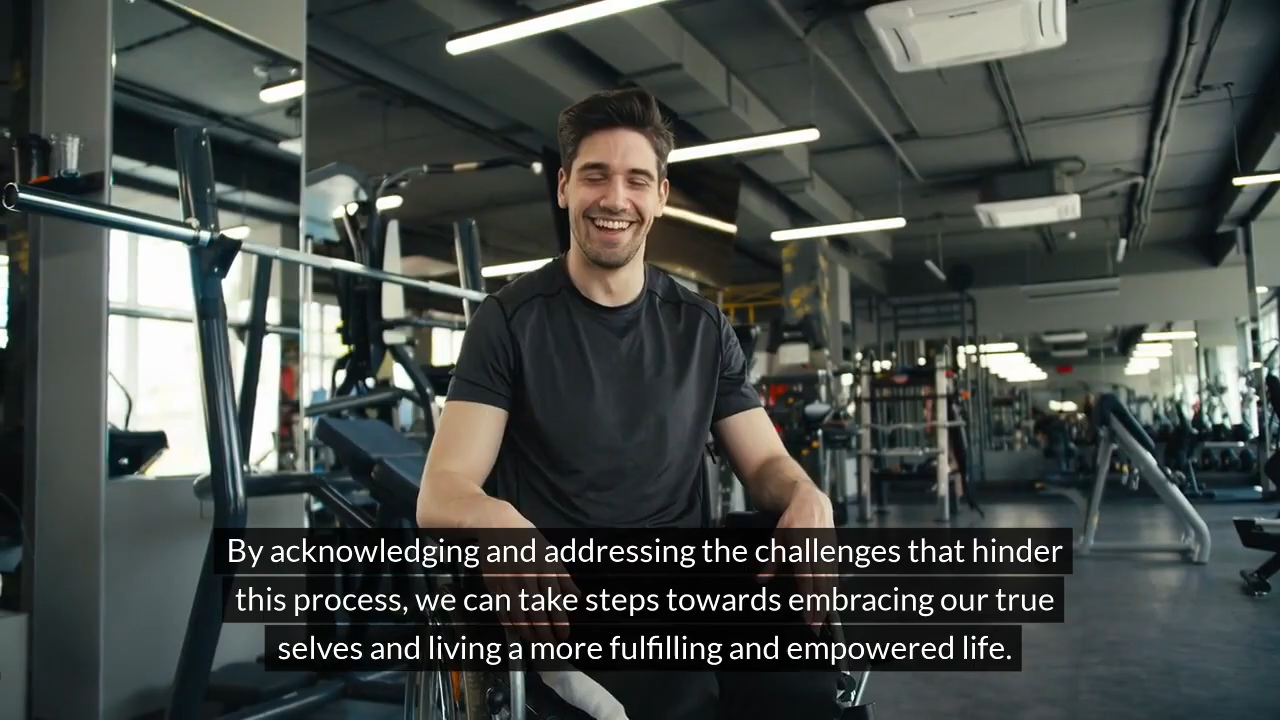 By acknowledging and addressing the challenges that hinder
this process, we can take steps towards embracing our true
selves and living a more fulfilling and empowered life.